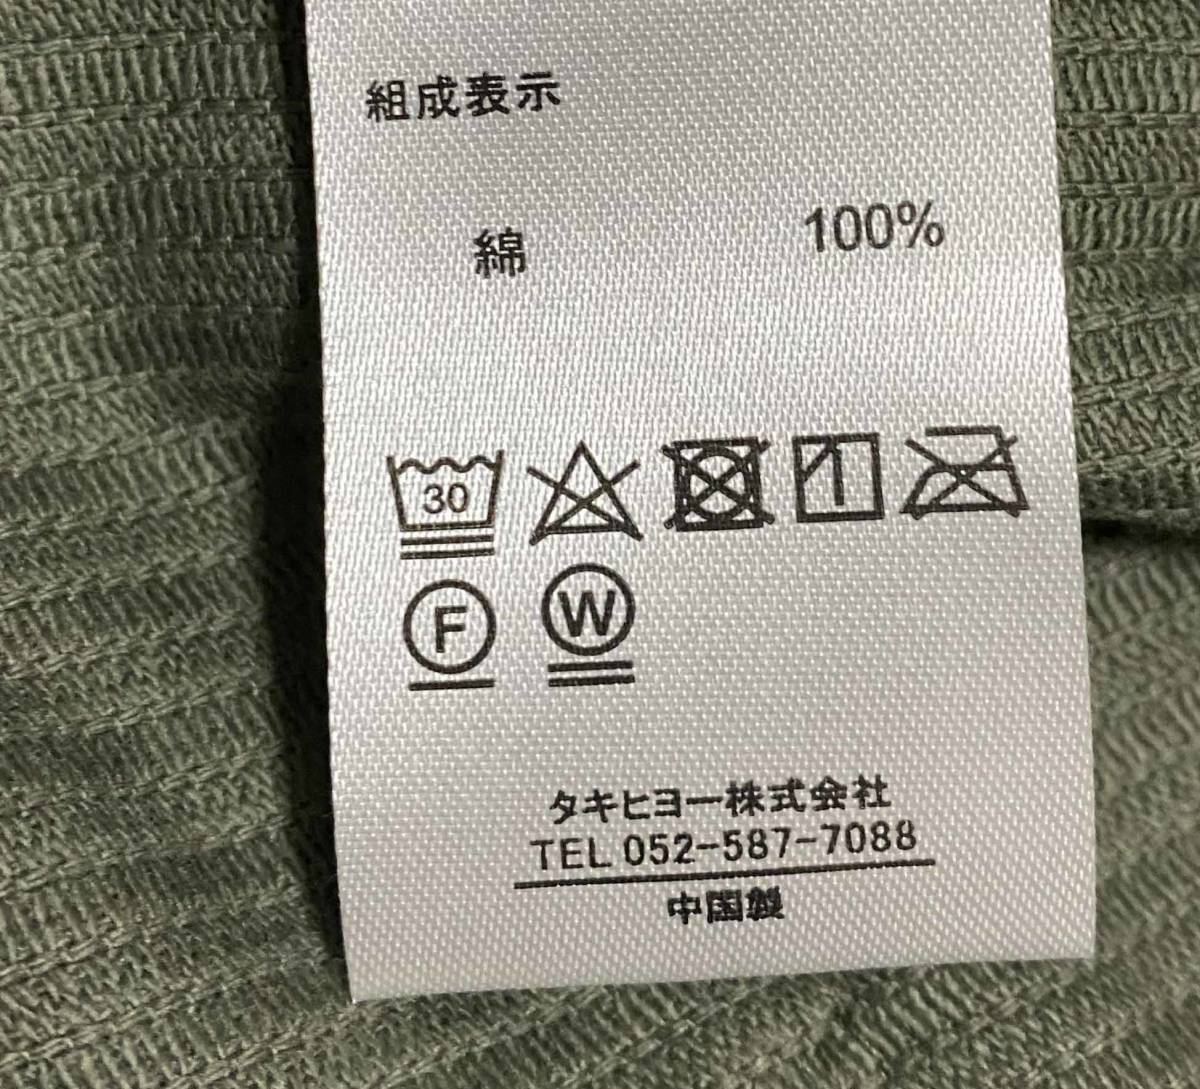 組成表示
綿 100%
30
F W
タキヒヨー株式会社
TEL 052-587-7088
中国製